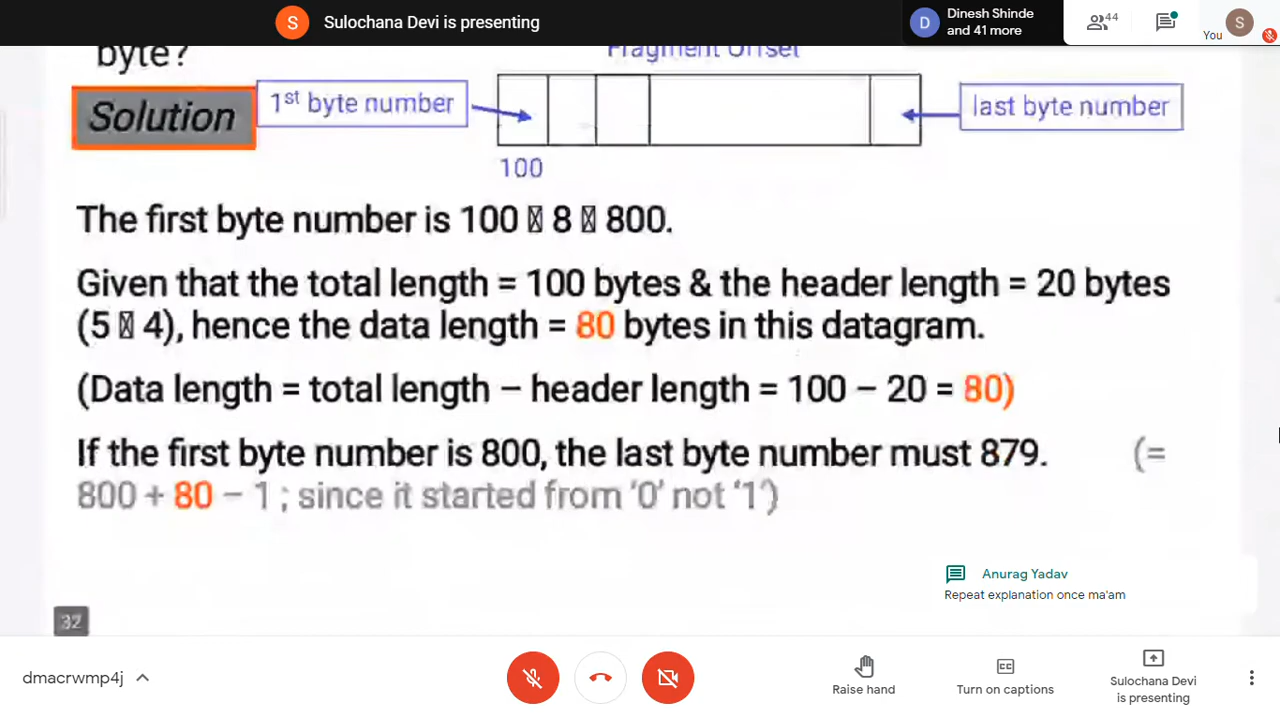 S Sulochana Devi is presenting
D Dinesh Shinde
and 41 more
44
You
S
byte?
Fragment Offset
Solution
1st byte number
last byte number
100
The first byte number is 100 🞎 8 🞎 800.
Given that the total length = 100 bytes & the header length = 20 bytes
(5 🞎 4), hence the data length = 80 bytes in this datagram.
(Data length = total length – header length = 100 – 20 = 80)
If the first byte number is 800, the last byte number must 879. (=
800 + 80 – 1 ; since it started from ‘0’ not ‘1’)
Anurag Yadav
Repeat explanation once ma'am
32
dmacrwmp4j
Raise hand
CC
Turn on captions
Sulochana Devi
is presenting